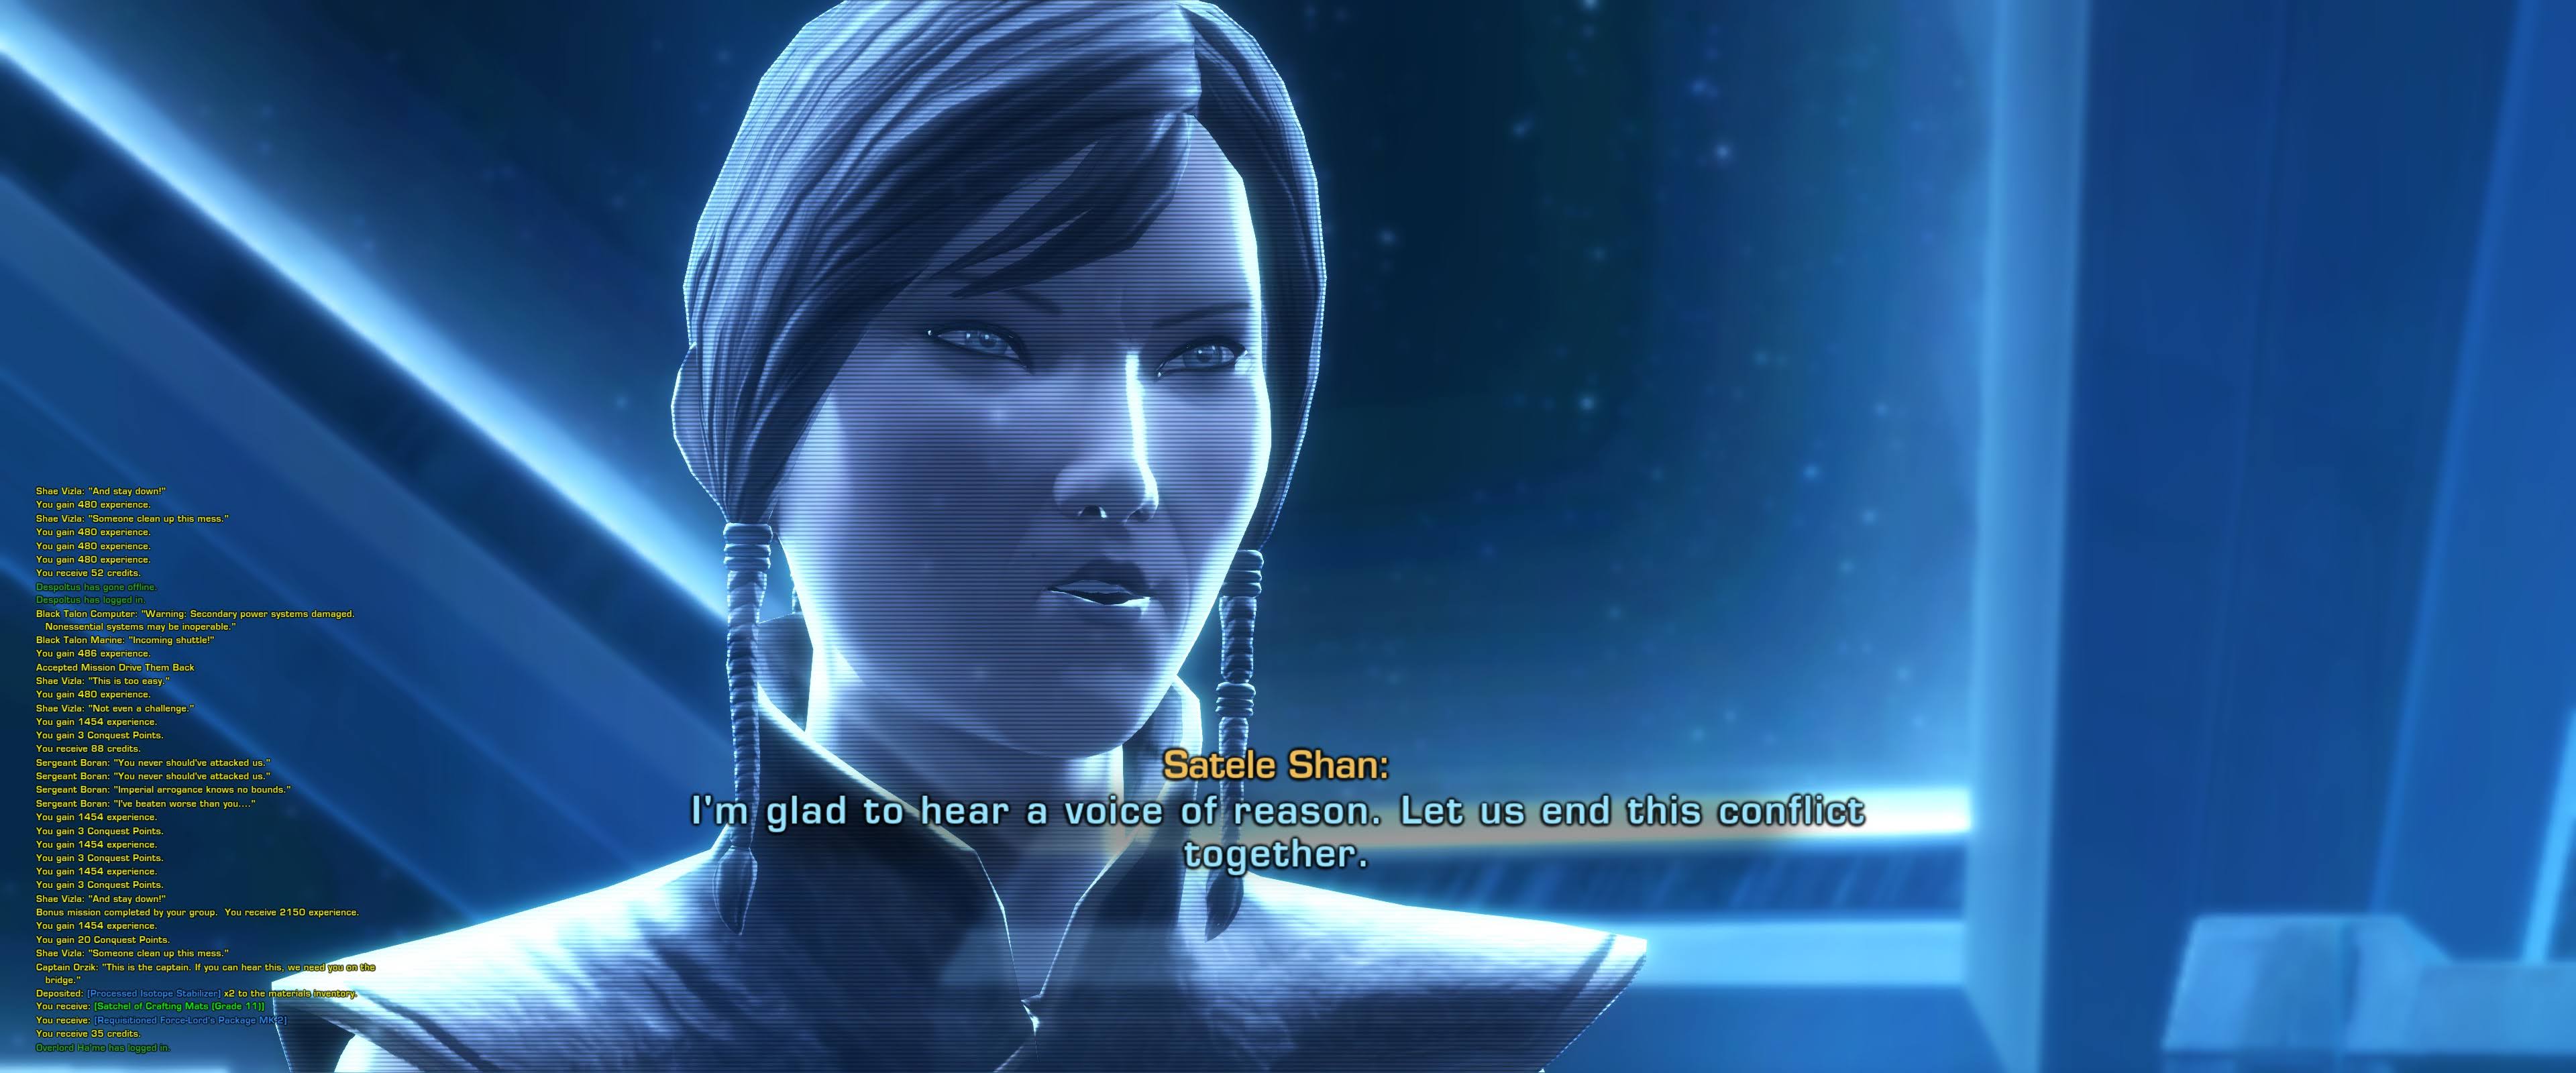 Shae Vizla: "And stay down!"
You gain 480 experience.
Shae Vizla: "Someone clean up this mess."
You gain 480 experience.
You gain 480 experience.
You gain 480 experience.
You receive 52 credits.
Despoltus has gone offline.
Despoltus has logged in.
Black Talon Computer: "Warning: Secondary power systems damaged.
Nonessential systems may be inoperable."
Black Talon Marine: "Incoming shuttle!"
You gain 486 experience.
Accepted Mission Drive Them Back
Shae Vizla: "This is too easy."
You gain 480 experience.
Shae Vizla: "Not even a challenge."
You gain 1454 experience.
You gain 3 Conquest Points.
You receive 88 credits.
Sergeant Boran: "You never should've attacked us."
Sergeant Boran: "You never should've attacked us."
Sergeant Boran: "Imperial arrogance knows no bounds."
Sergeant Boran: "I've beaten worse than you...."
You gain 1454 experience.
You gain 3 Conquest Points.
You gain 1454 experience.
You gain 3 Conquest Points.
You gain 1454 experience.
You gain 3 Conquest Points.
Shae Vizla: "And stay down!"
Bonus mission completed by your group.  You receive 2150 experience.
You gain 1454 experience.
You gain 20 Conquest Points.
Shae Vizla: "Someone clean up this mess."
Captain Orzik: "This is the captain. If you can hear this, we need you on the
bridge."
Deposited: [Processed Isotope Stabilizer] x2 to the materials inventory.
You receive: [Satchel of Crafting Mats (Grade 11)]
You receive: [Requisitioned Force-Lord's Package MK-2]
You receive 35 credits.
Overlord Ha'me has logged in.
Satele Shan:
I'm glad to hear a voice of reason. Let us end this conflict
together.